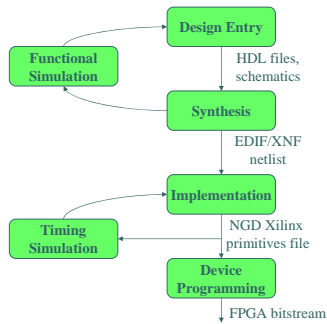 Design Entry
Functional
Simulation
HDL files,
schematics
Synthesis
EDIF/XNF
netlist
Implementation
Timing
Simulation
NGD Xilinx
primitives file
Device
Programming
FPGA bitstream